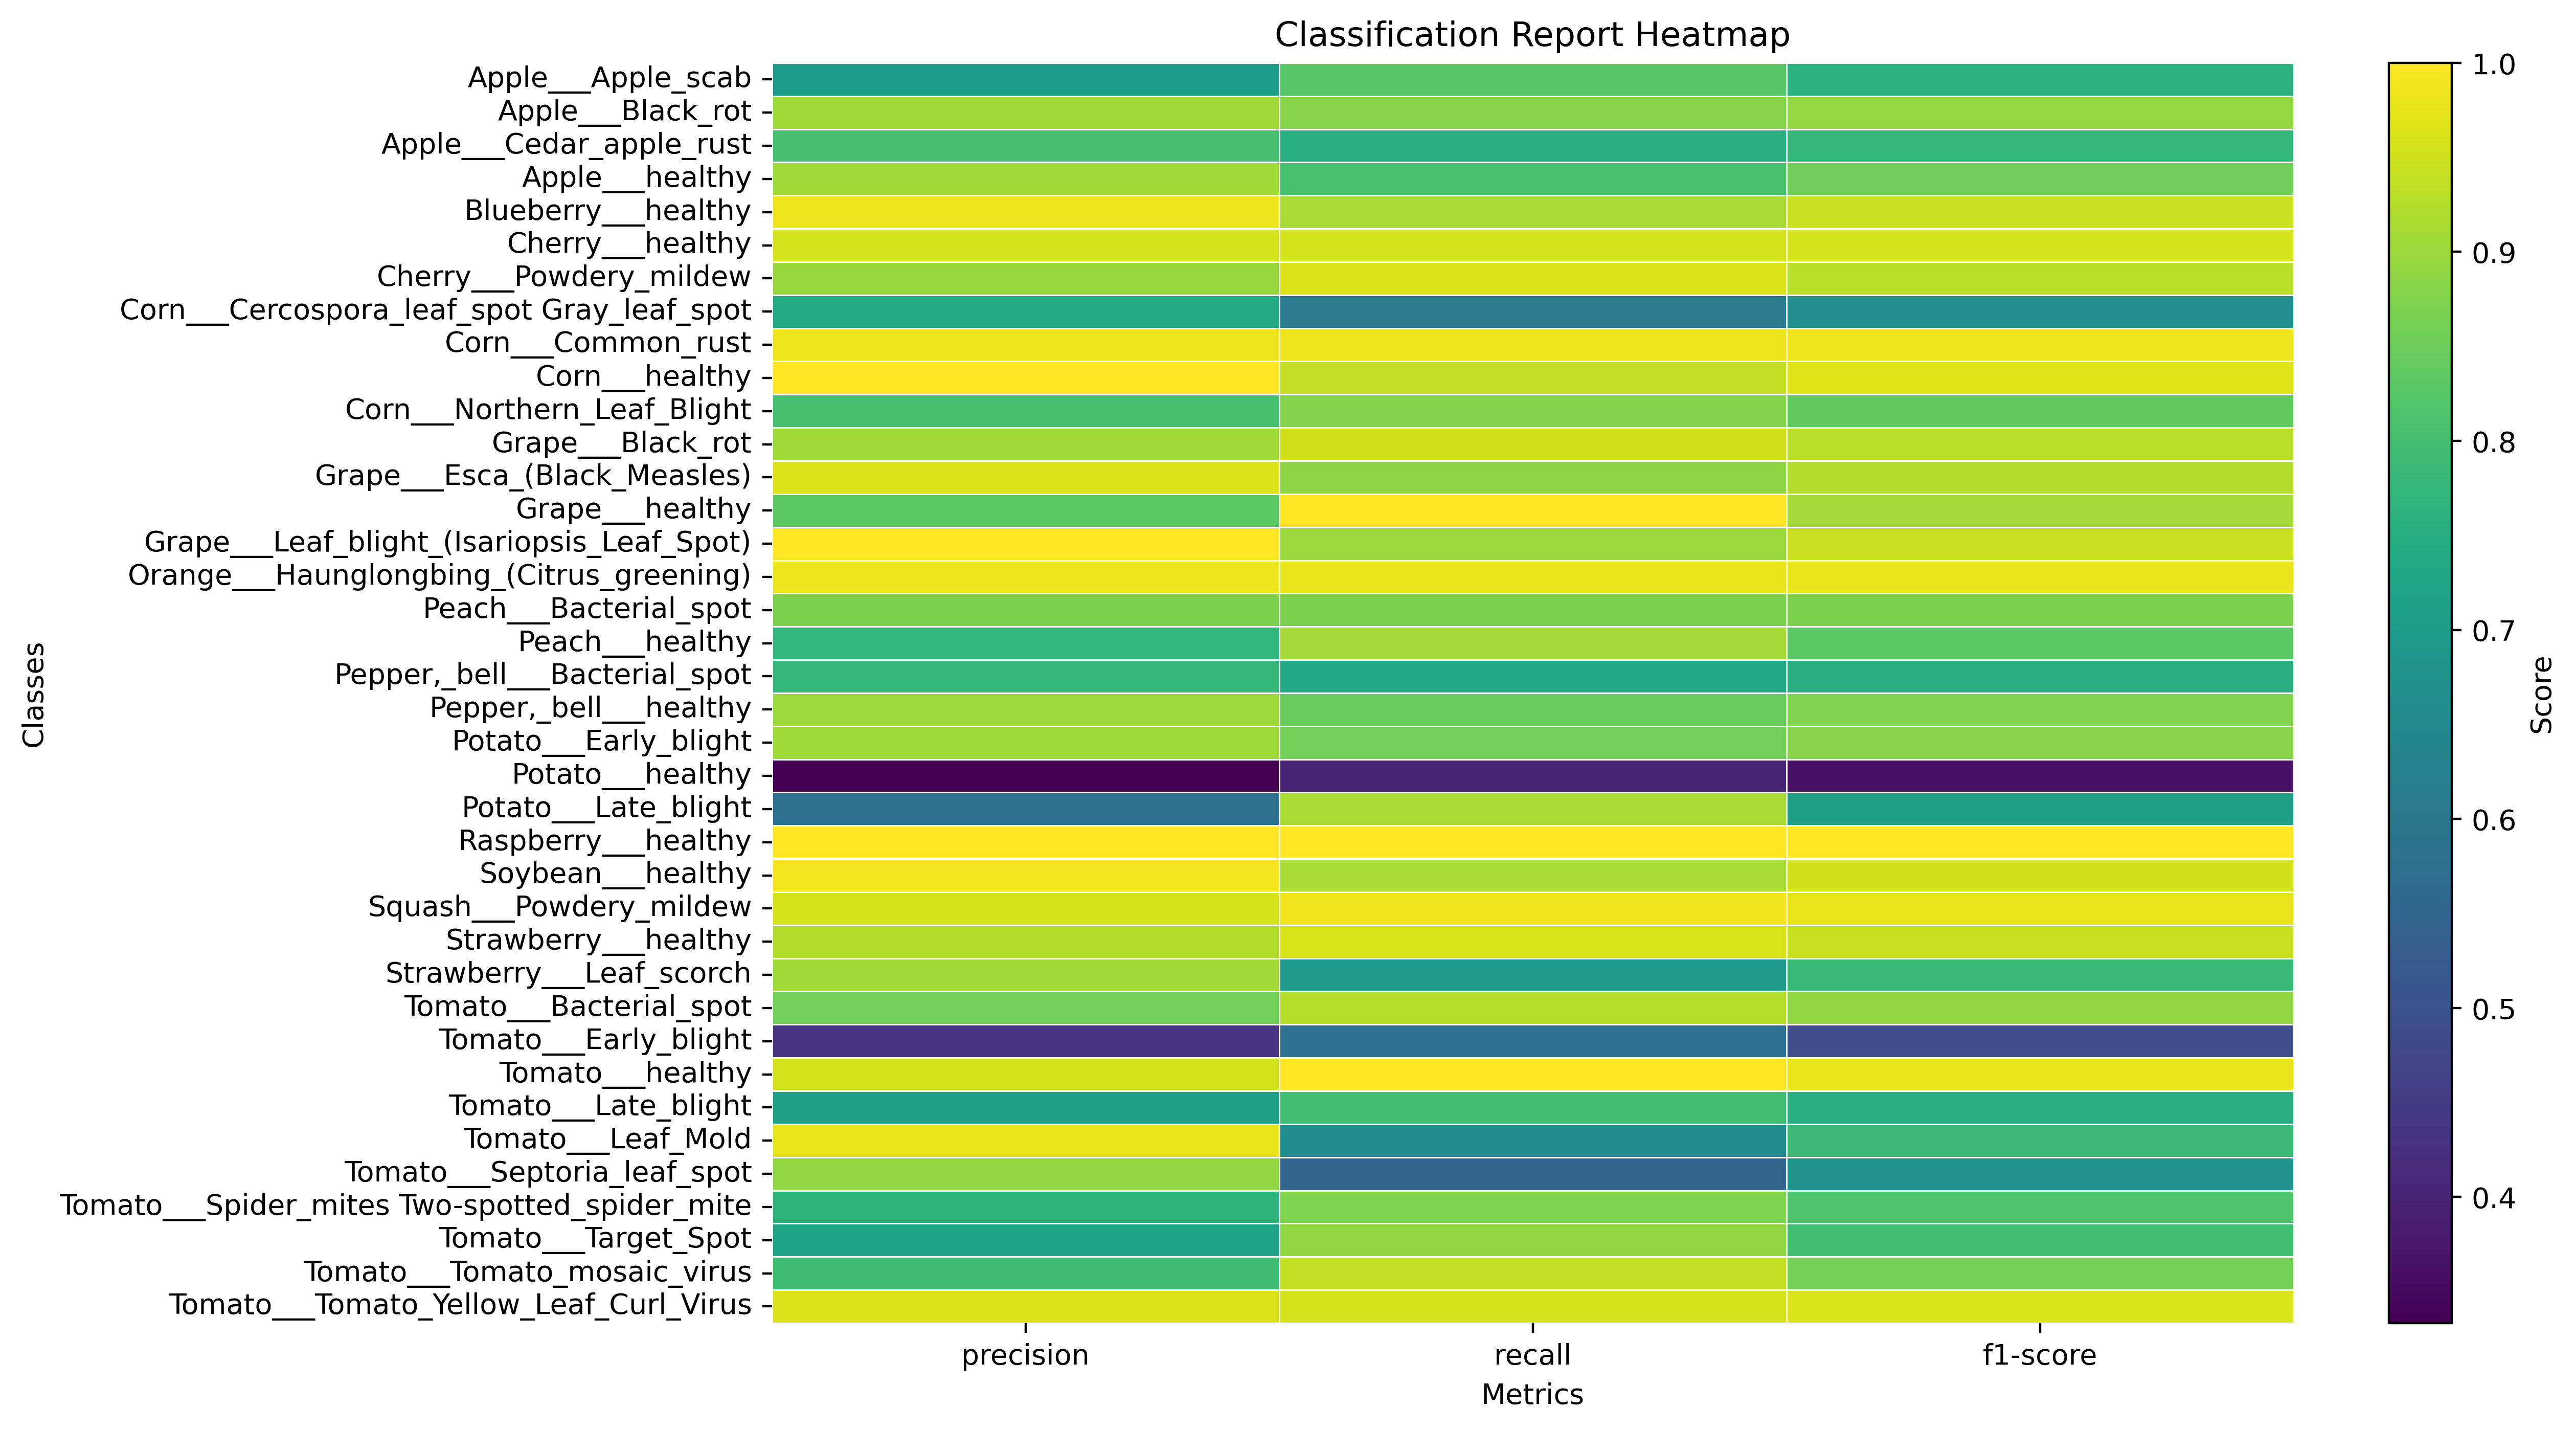 Classification Report Heatmap
Apple___Apple_scab
Apple___Black_rot
Apple___Cedar_apple_rust
Apple___healthy
Blueberry___healthy
Cherry___healthy
Cherry___Powdery_mildew
Corn___Cercospora_leaf_spot Gray_leaf_spot
Corn___Common_rust
Corn___healthy
Corn___Northern_Leaf_Blight
Grape___Black_rot
Grape___Esca_(Black_Measles)
Grape___healthy
Grape___Leaf_blight_(Isariopsis_Leaf_Spot)
Orange___Haunglongbing_(Citrus_greening)
Peach___Bacterial_spot
Peach___healthy
Pepper,_bell___Bacterial_spot
Pepper,_bell___healthy
Potato___Early_blight
Potato___healthy
Potato___Late_blight
Raspberry___healthy
Soybean___healthy
Squash___Powdery_mildew
Strawberry___healthy
Strawberry___Leaf_scorch
Tomato___Bacterial_spot
Tomato___Early_blight
Tomato___healthy
Tomato___Late_blight
Tomato___Leaf_Mold
Tomato___Septoria_leaf_spot
Tomato___Spider_mites Two-spotted_spider_mite
Tomato___Target_Spot
Tomato___Tomato_mosaic_virus
Tomato___Tomato_Yellow_Leaf_Curl_Virus
Classes
precision
recall
f1-score
Metrics
1.0
0.9
0.8
0.7
0.6
0.5
0.4
Score